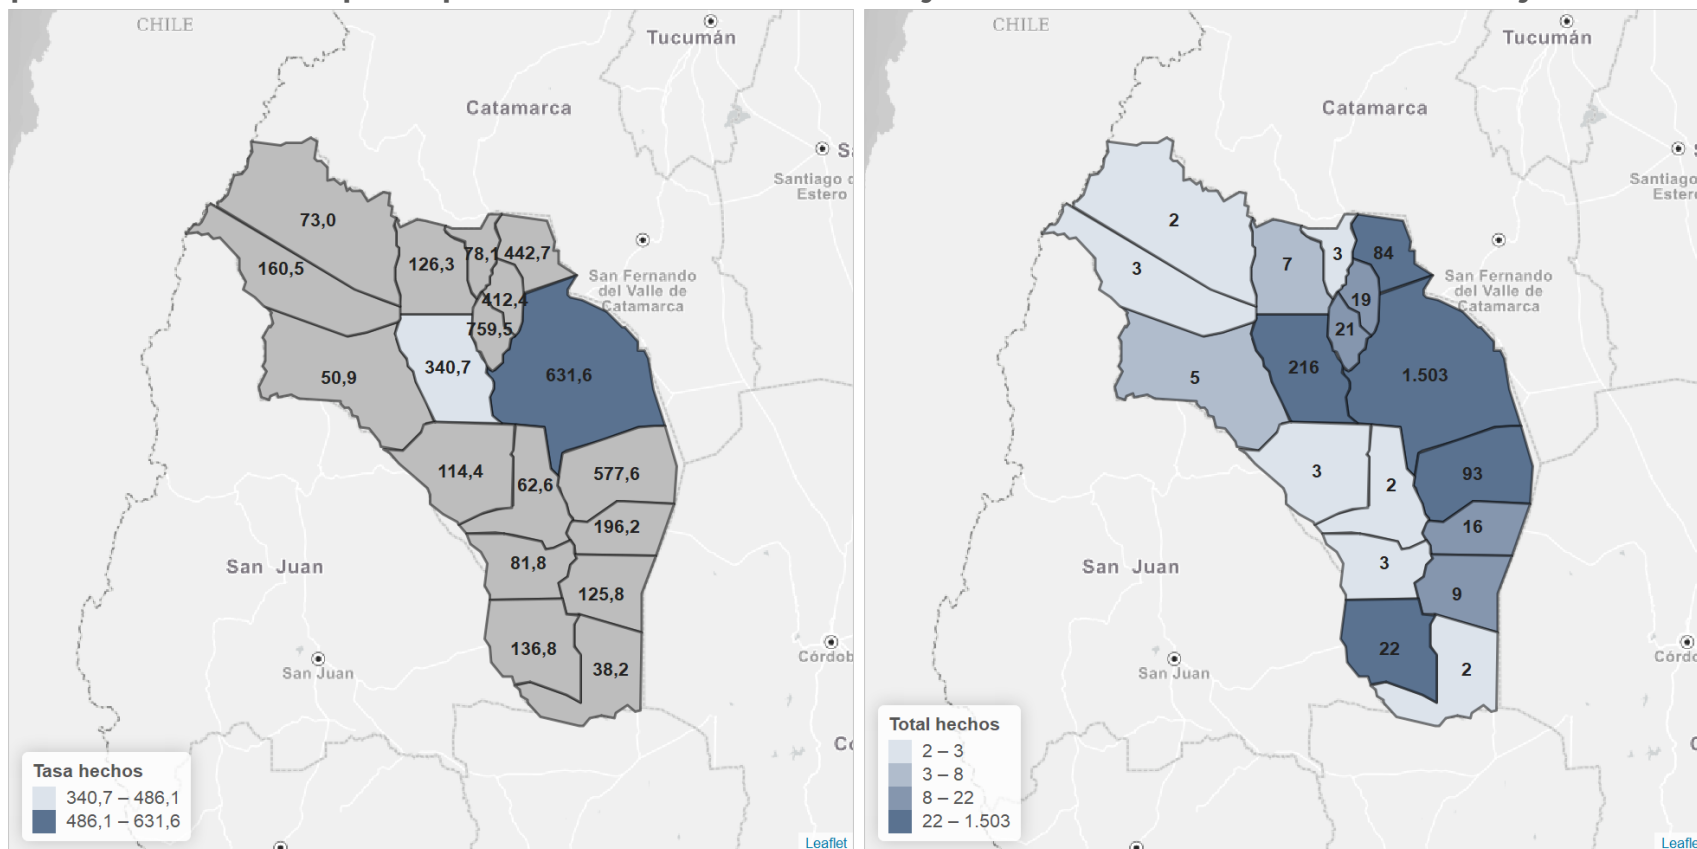 CHILE
Tucumán
Catamarca
Santiago
Estero
73,0
160,5
126,3
78,1
442,7
San Fernando
del Valle de
Catamarca
412,4
759,5
340,7
50,9
631,6
114,4
62,6
577,6
196,2
San Juan
81,8
125,8
136,8
38,2
San Juan
Tasa hechos
340,7 – 486,1
486,1 – 631,6
Leaflet
CHILE
Tucumán
Catamarca
Santiago
Estero
2
3
7
3
84
San Fernando
del Valle de
Catamarca
19
21
216
5
1.503
3
2
93
16
San Juan
3
9
22
2
San Juan
Total hechos
2 – 3
3 – 8
8 – 22
22 – 1.503